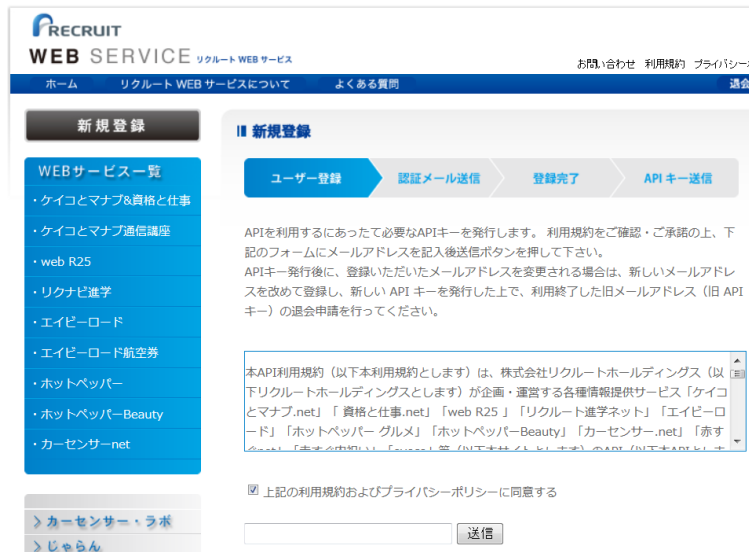 RECRUIT
WEB SERVICE リクルート WEB サービス
お問い合わせ 利用規約 プライバシー
ホーム リクルート WEB サービスについて よくある質問 退会
新規登録
WEBサービス一覧
・ケイコとマナブ&資格と仕事
・ケイコとマナブ通信講座
・web R25
・リクナビ進学
・エイビーロード
・エイビーロード航空券
・ホットペッパー
・ホットペッパーBeauty
・カーセンサーnet
カーセンサー・ラボ
じゃらん
新規登録
ユーザー登録 認証メール送信 登録完了 API キー送信
APIを利用するにあったて必要なAPIキーを発行します。 利用規約をご確認・ご承諾の上、下
記のフォームにメールアドレスを記入後送信ボタンを押して下さい。
APIキー発行後に、登録いただいたメールアドレスを変更される場合は、新しいメールアドレ
スを改めて登録し、新しい API キーを発行した上で、利用終了した旧メールアドレス（旧 API
キー）の退会申請を行ってください。
本API利用規約（以下本利用規約とします）は、株式会社リクルートホールディングス（以
下リクルートホールディングスとします）が企画・運営する各種情報提供サービス「ケイコ
とマナブ.net」「 資格と仕事.net」「web R25 」「リクルート進学ネット」「エイビーロ
ード」「ホットペッパー グルメ」「ホットペッパーBeauty」「カーセンサー.net」「赤す
上記の利用規約およびプライバシーポリシーに同意する
送信